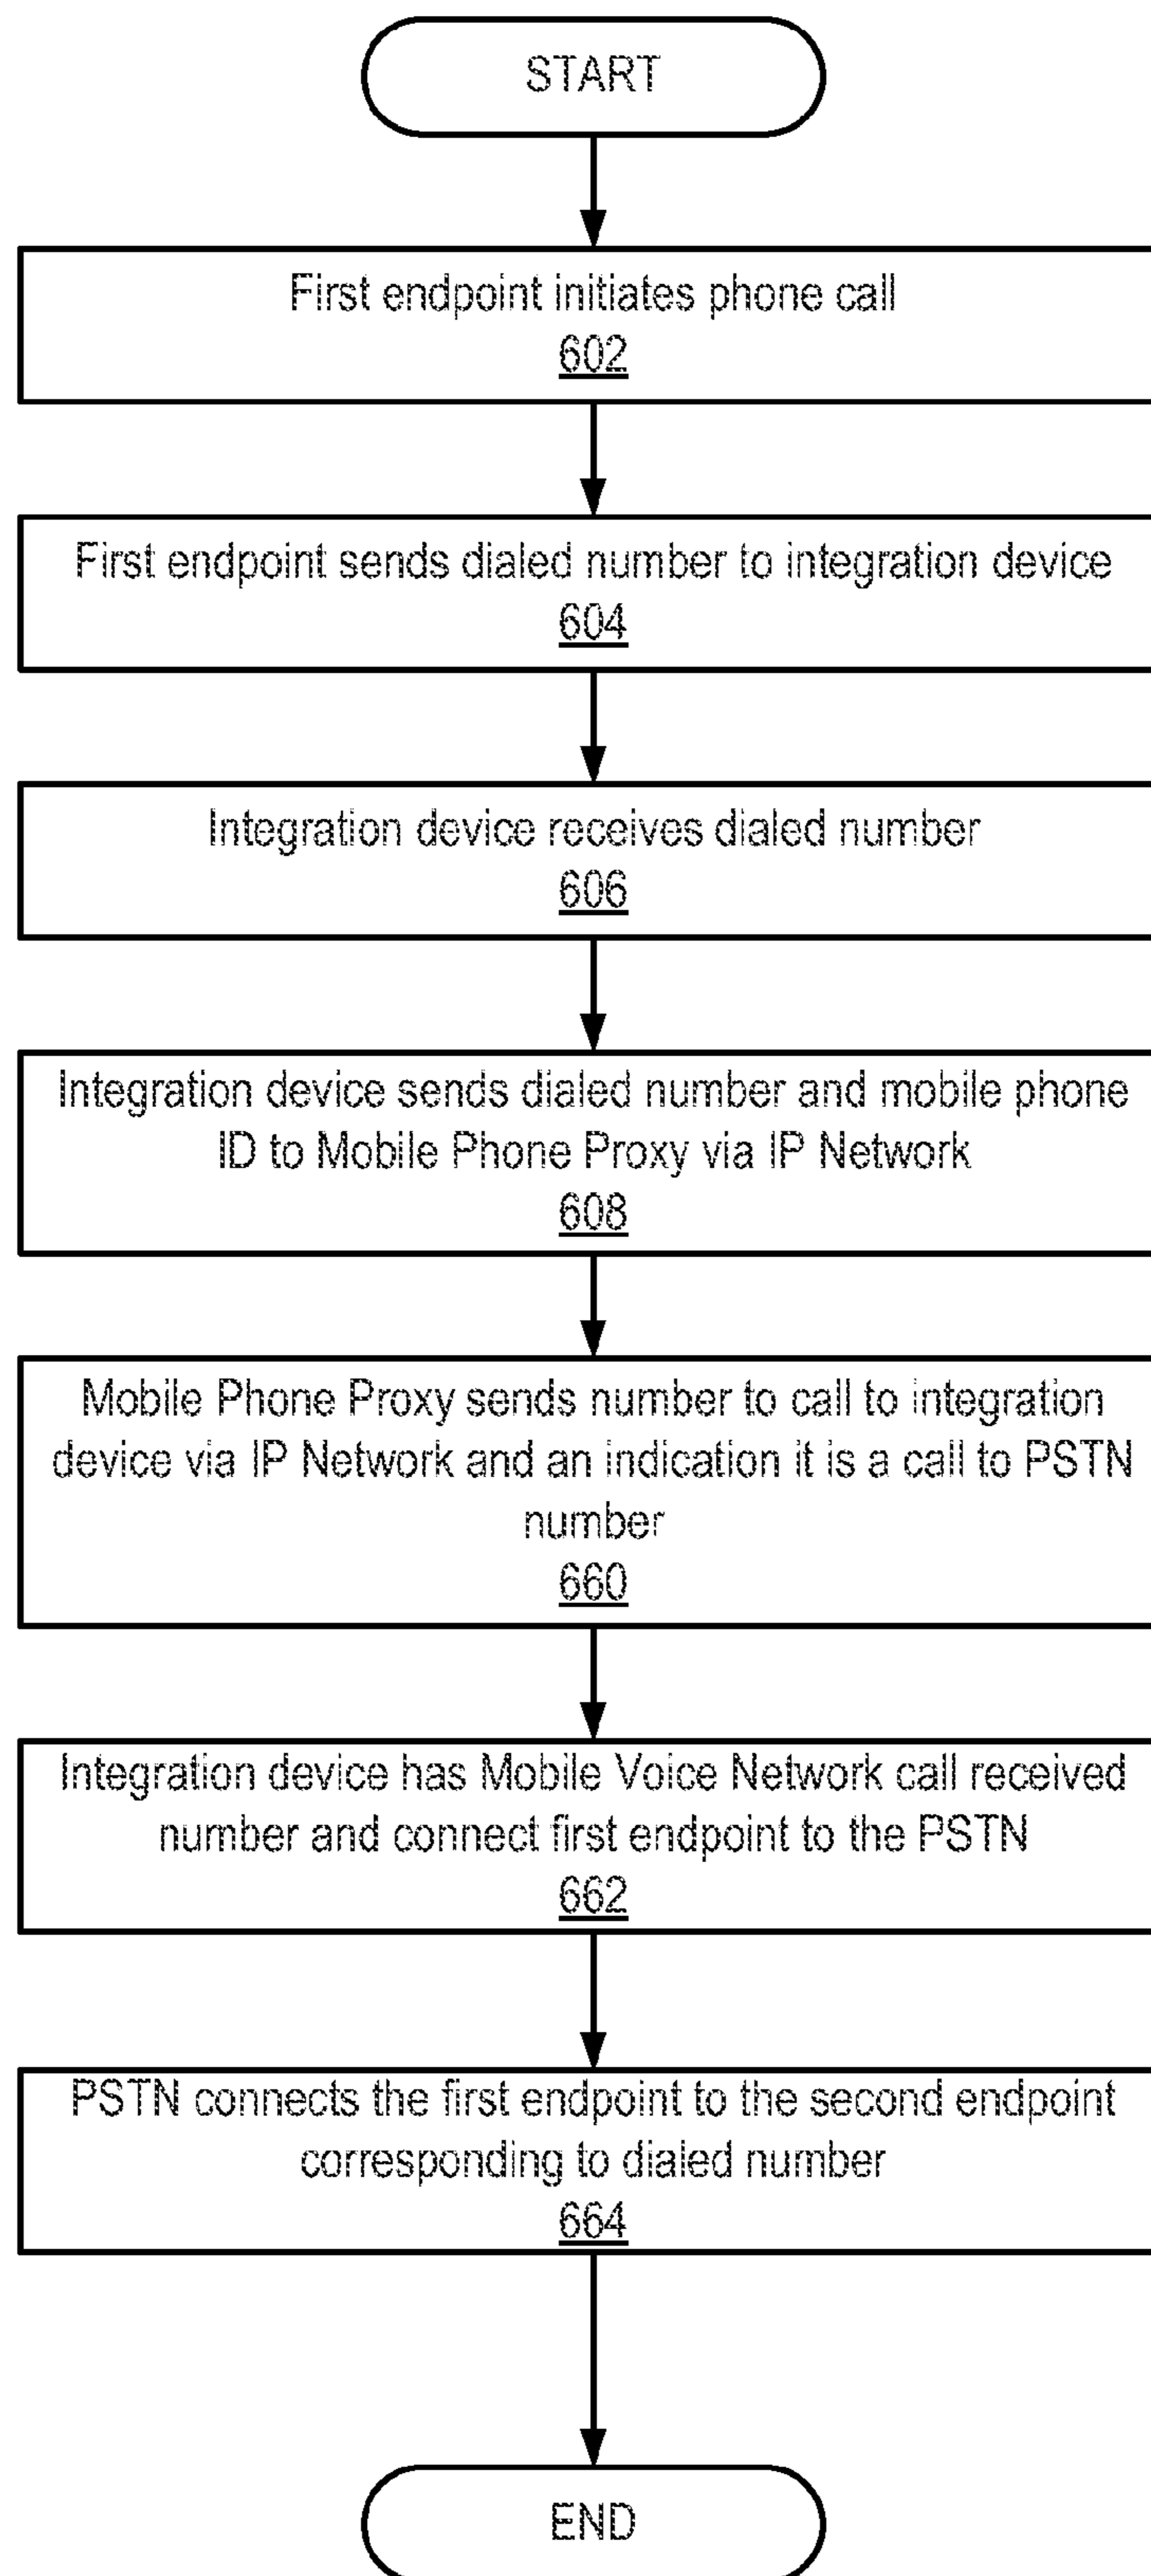 START
First endpoint initiates phone call
602
First endpoint sends dialed number to integration device
604
Integration device receives dialed number
606
Integration device sends dialed number and mobile phone
ID to Mobile Phone Proxy via IP Network
608
Mobile Phone Proxy sends number to call to integration
device via IP Network and an indication it is a call to PSTN
number
660
Integration device has Mobile Voice Network call received
number and connect first endpoint to the PSTN
662
PSTN connects the first endpoint to the second endpoint
corresponding to dialed number
664
END